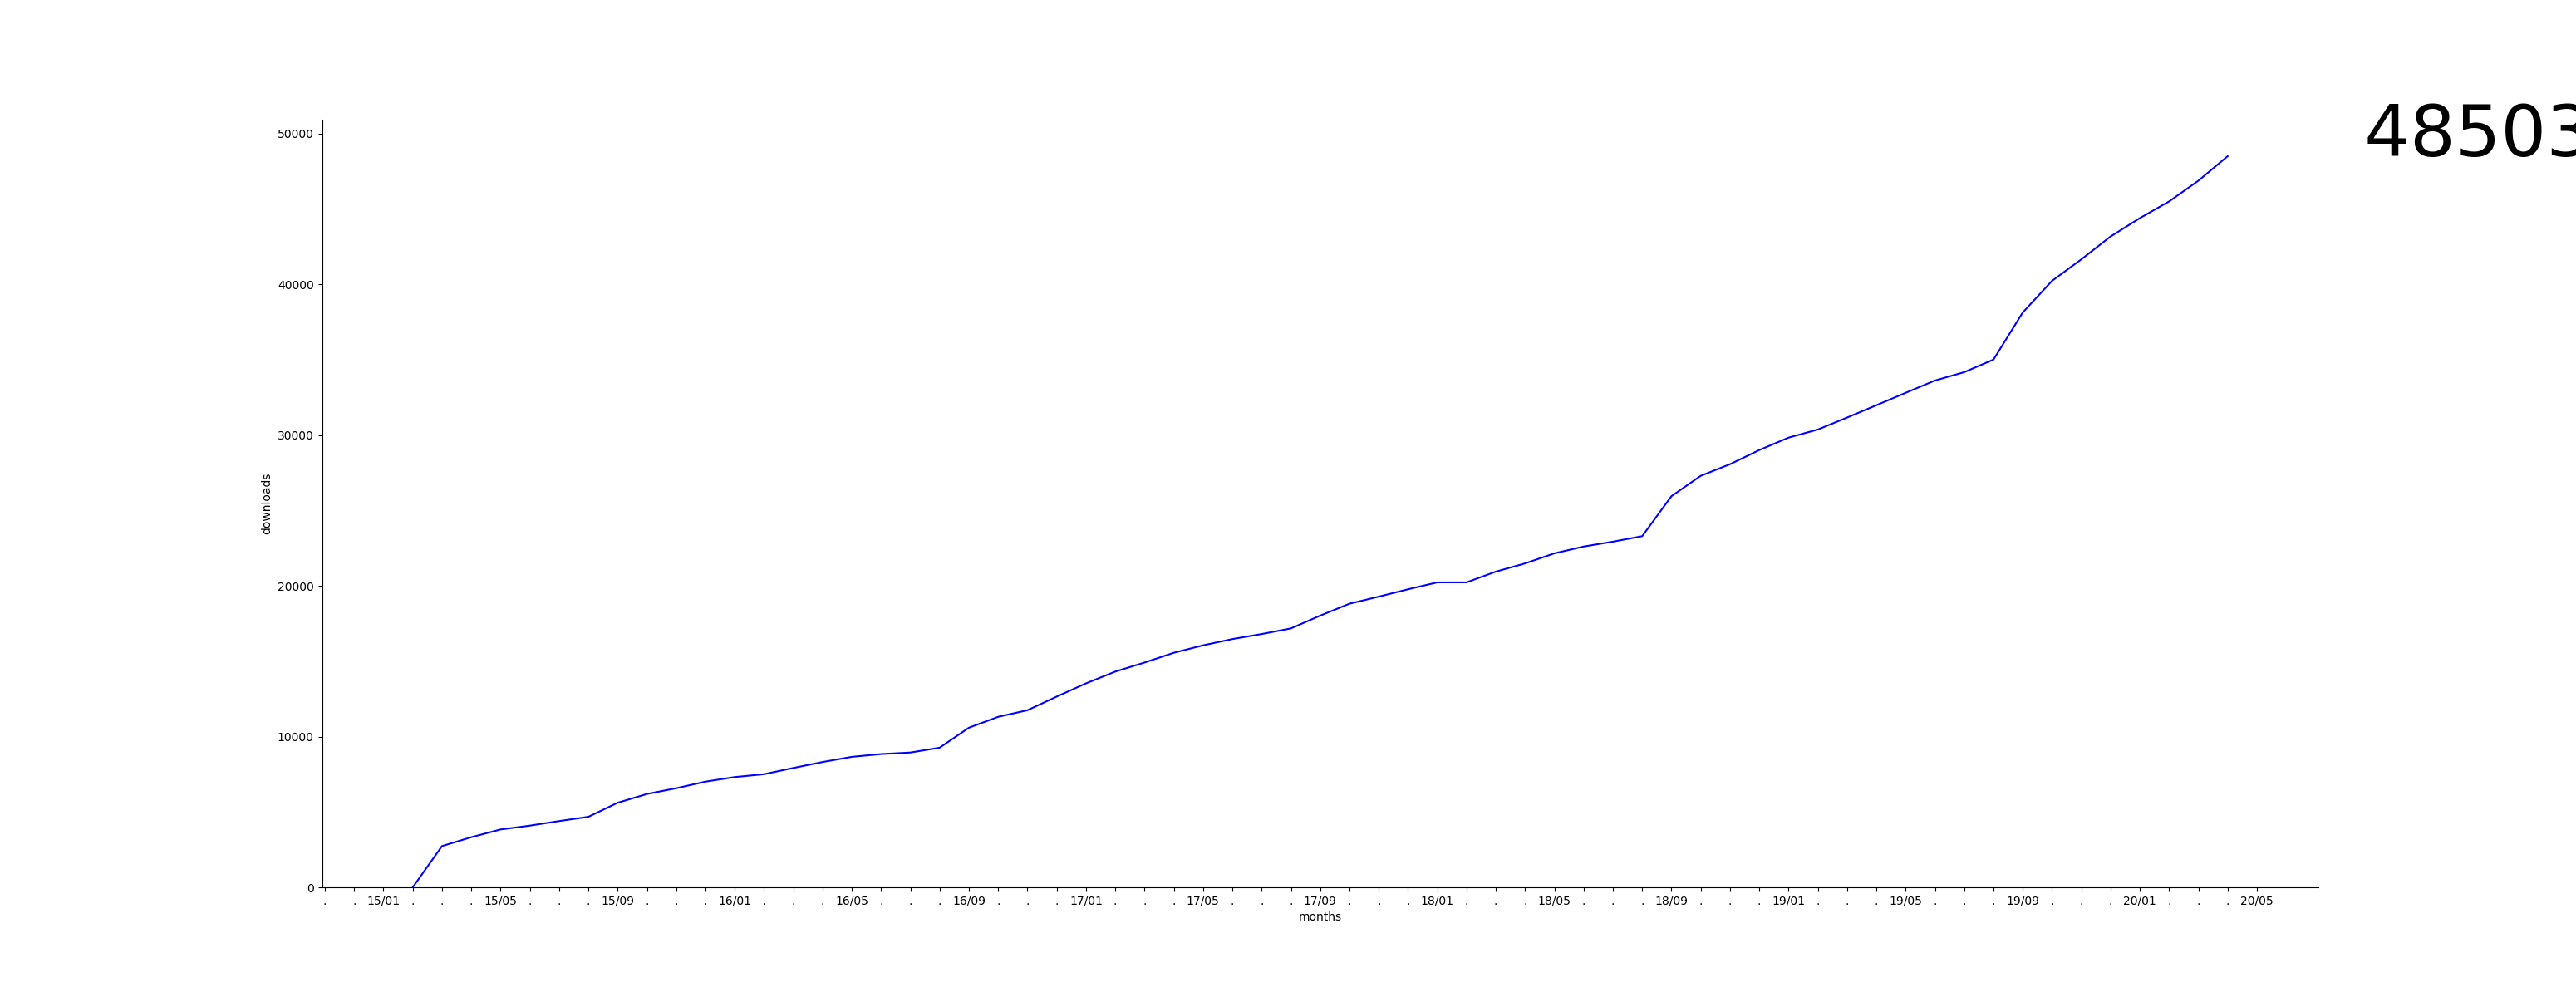 48503
50000
40000
30000
20000
10000
0
downloads
. . 15/01 . . . 15/05 . . . 15/09 . . . 16/01 . . . 16/05 . . . 16/09 . . . 17/01 . . . 17/05 . . . 17/09 . . . 18/01 . . . 18/05 . . . 18/09 . . . 19/01 . . . 19/05 . . . 19/09 . . . 20/01 . . . 20/05
months